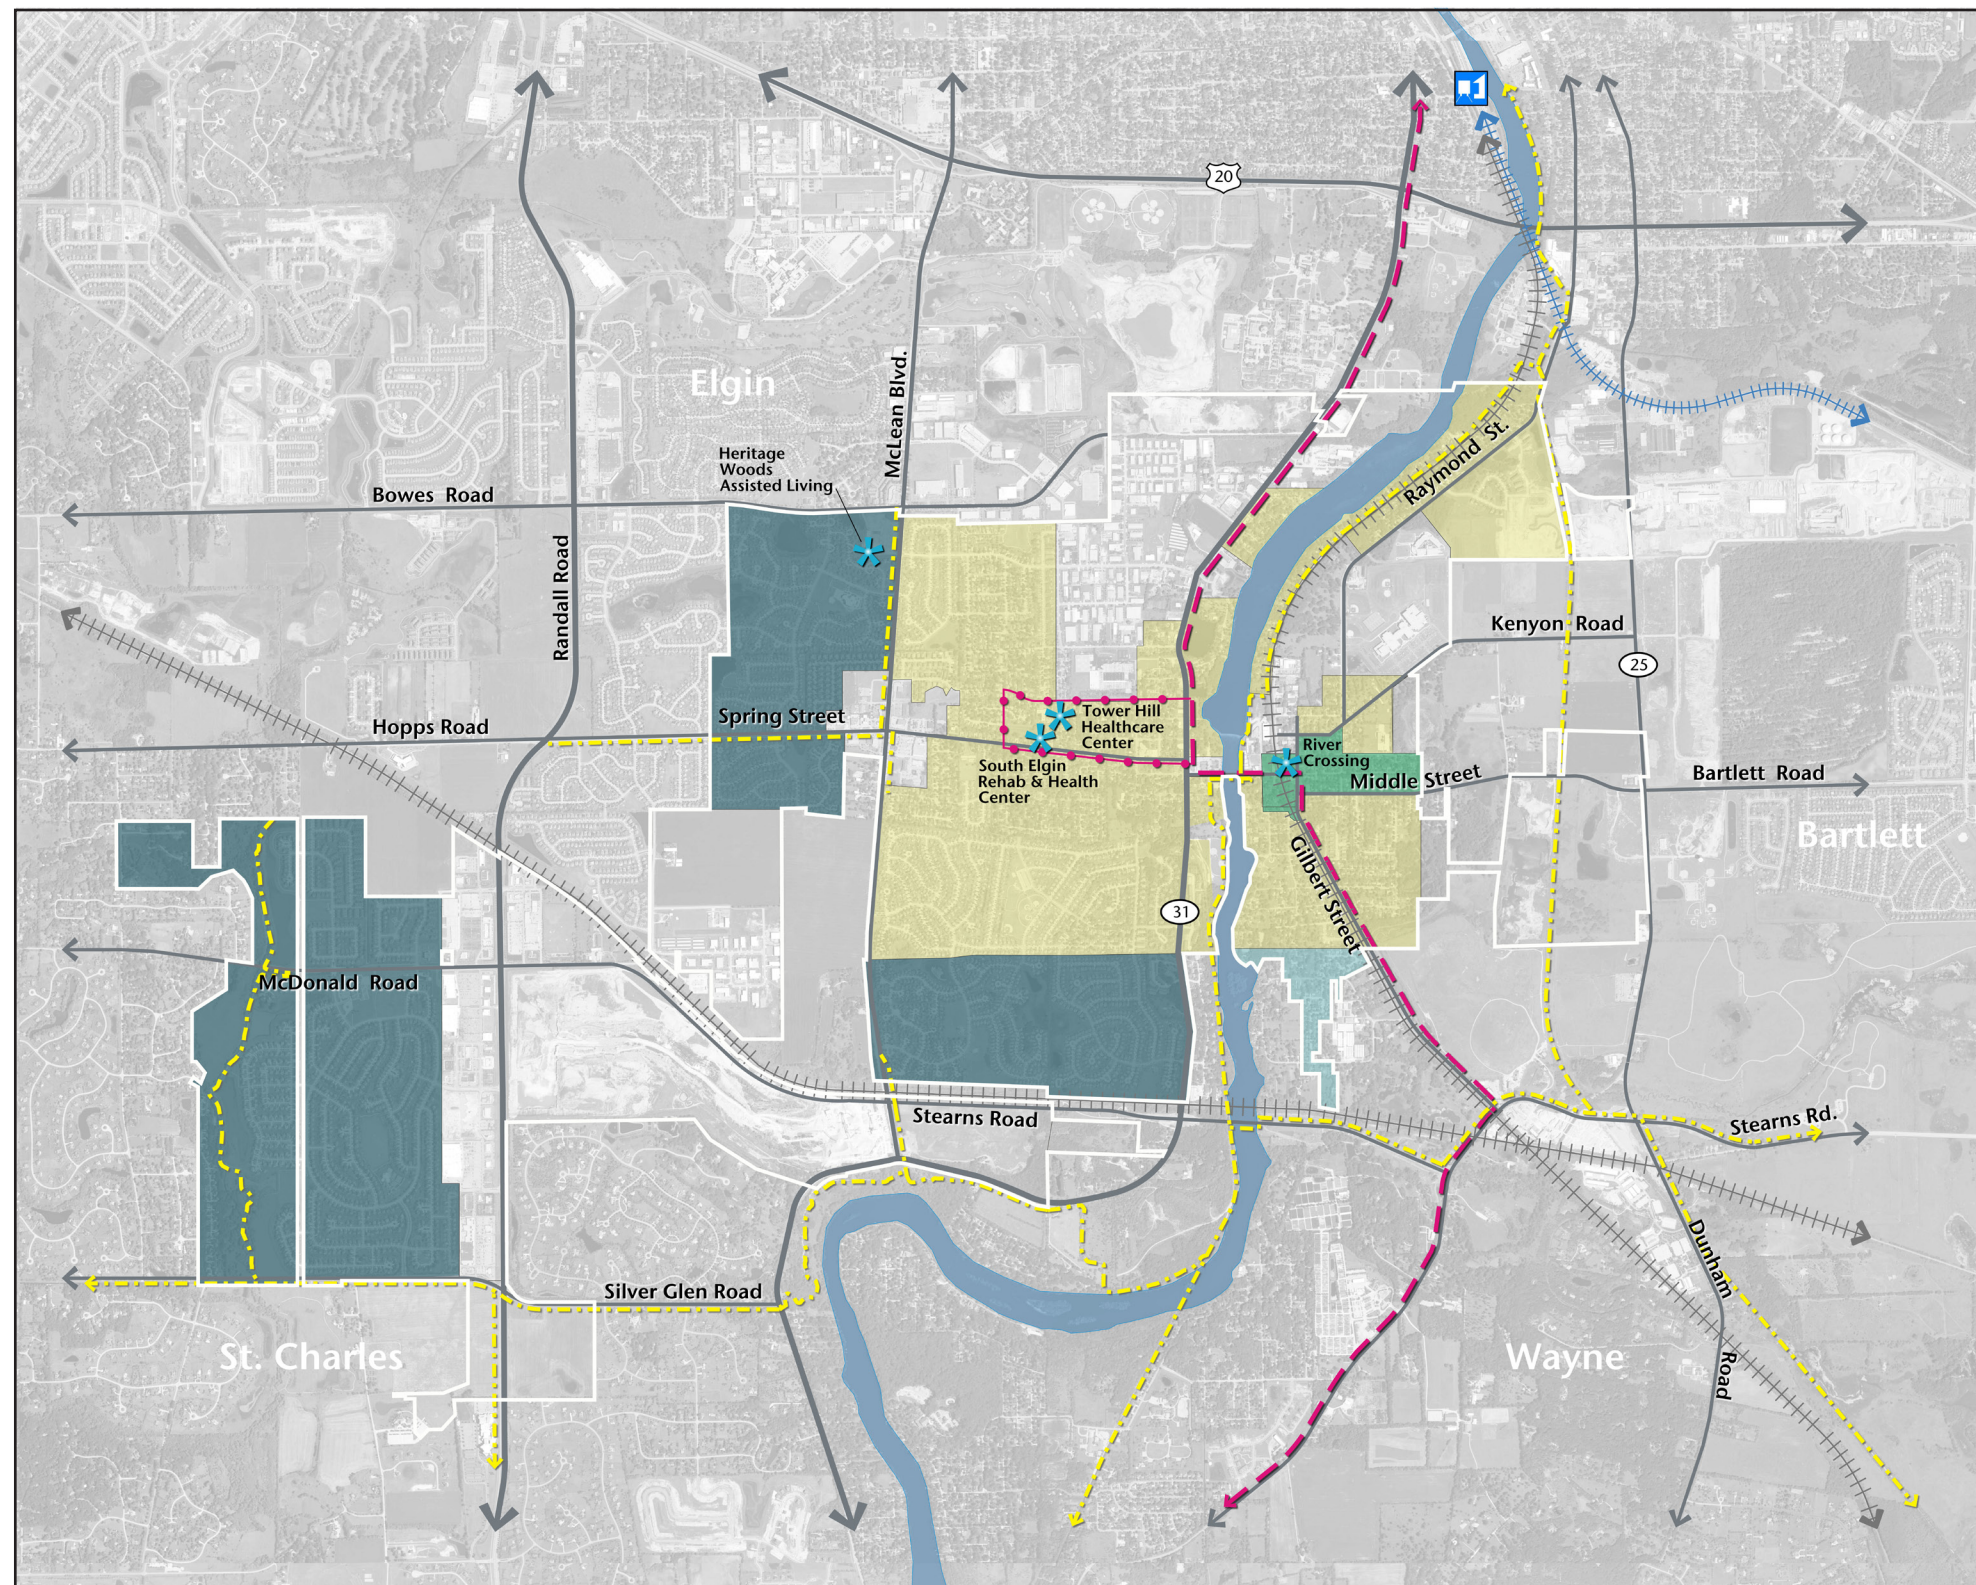 20
Elgin
McLean Blvd.
Heritage
Woods
Assisted Living
Bowes Road
Raymond St.
Randall Road
Kenyon Road
25
Hopps Road
Spring Street
Tower Hill
Healthcare
Center
South Elgin
Rehab & Health
Center
River
Crossing
Middle Street
Bartlett Road
Bartlett
Gilbert Street
31
McDonald Road
Stearns Road
Stearns Rd.
Silver Glen Road
Dunham
Road
St. Charles
Wayne